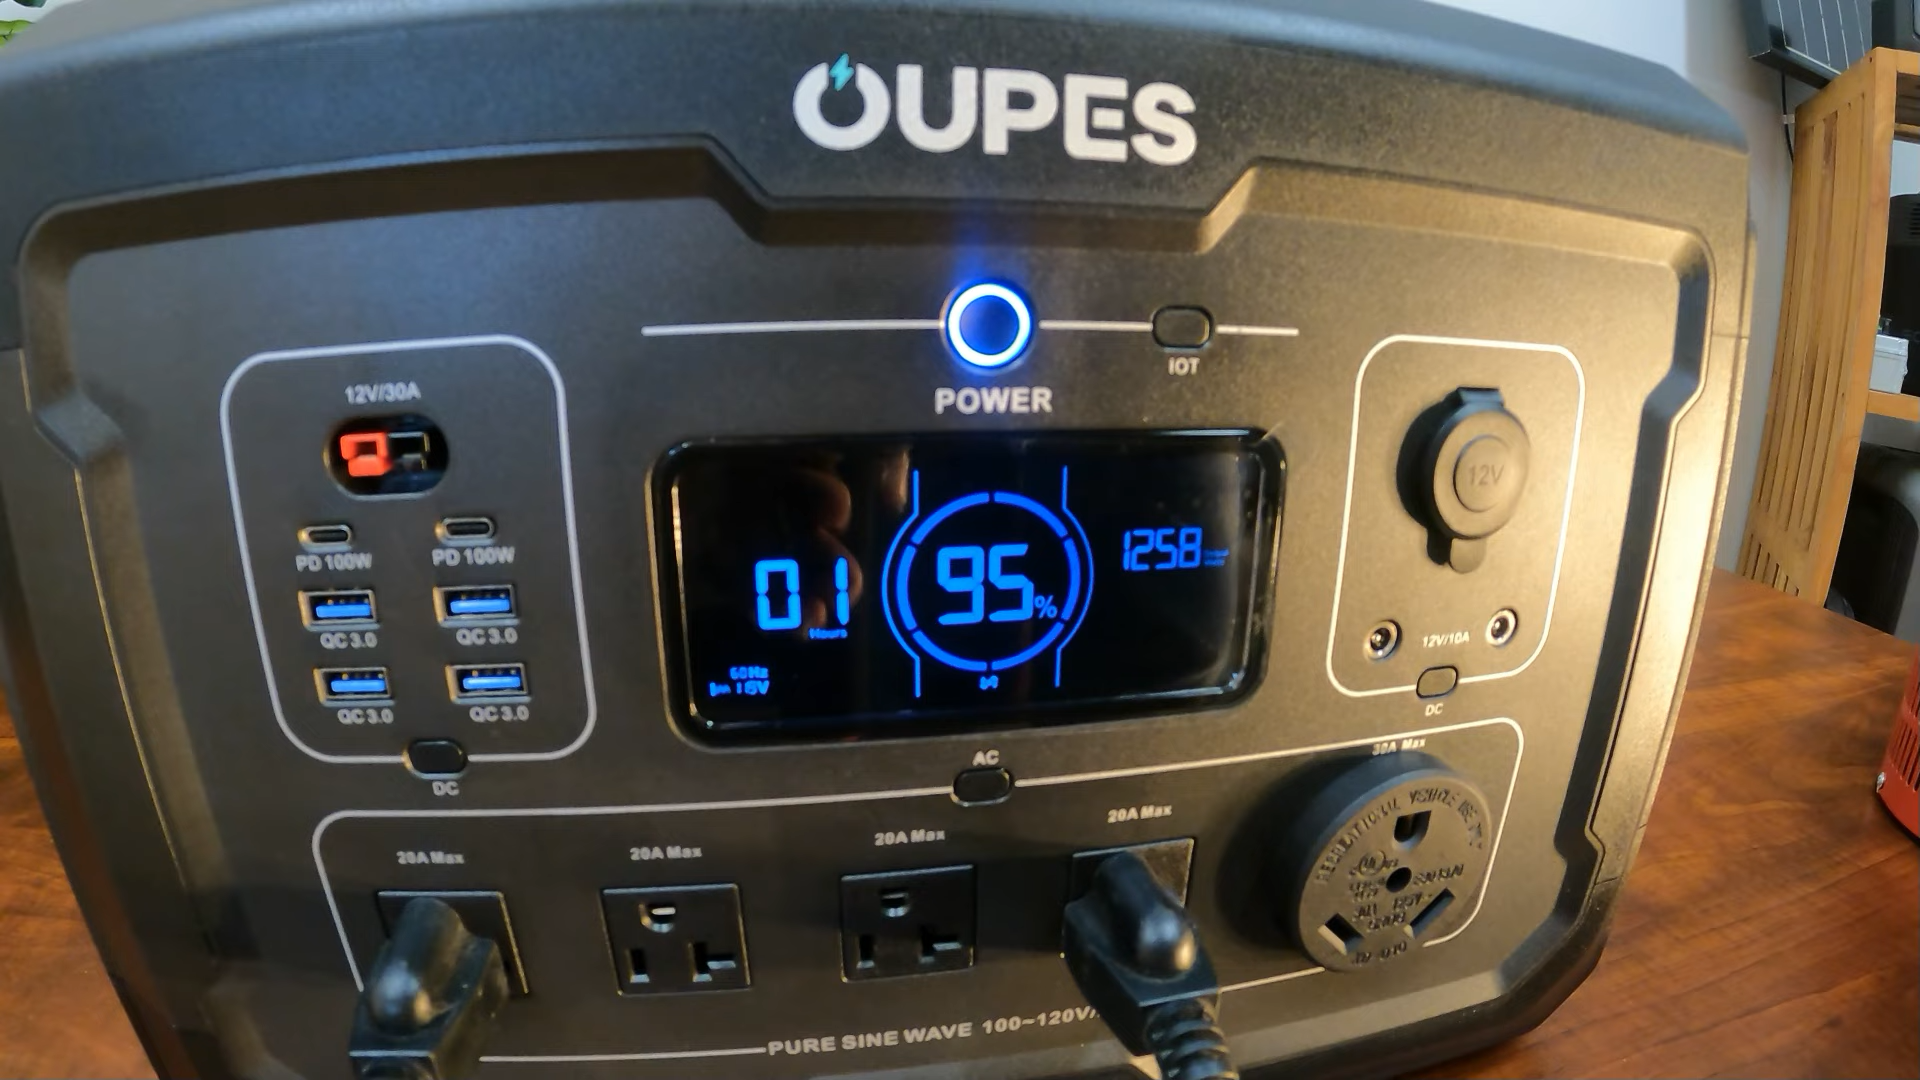 OUPES
IOT
POWER
12V/30A
PD 100W
PD 100W
QC 3.0
QC 3.0
QC 3.0
QC 3.0
DC
01
Hours
95%
1258
60Hz
12V
12V/10A
DC
AC
20A Max
20A Max
20A Max
20A Max
30A Max
PURE SINE WAVE 100~120V/